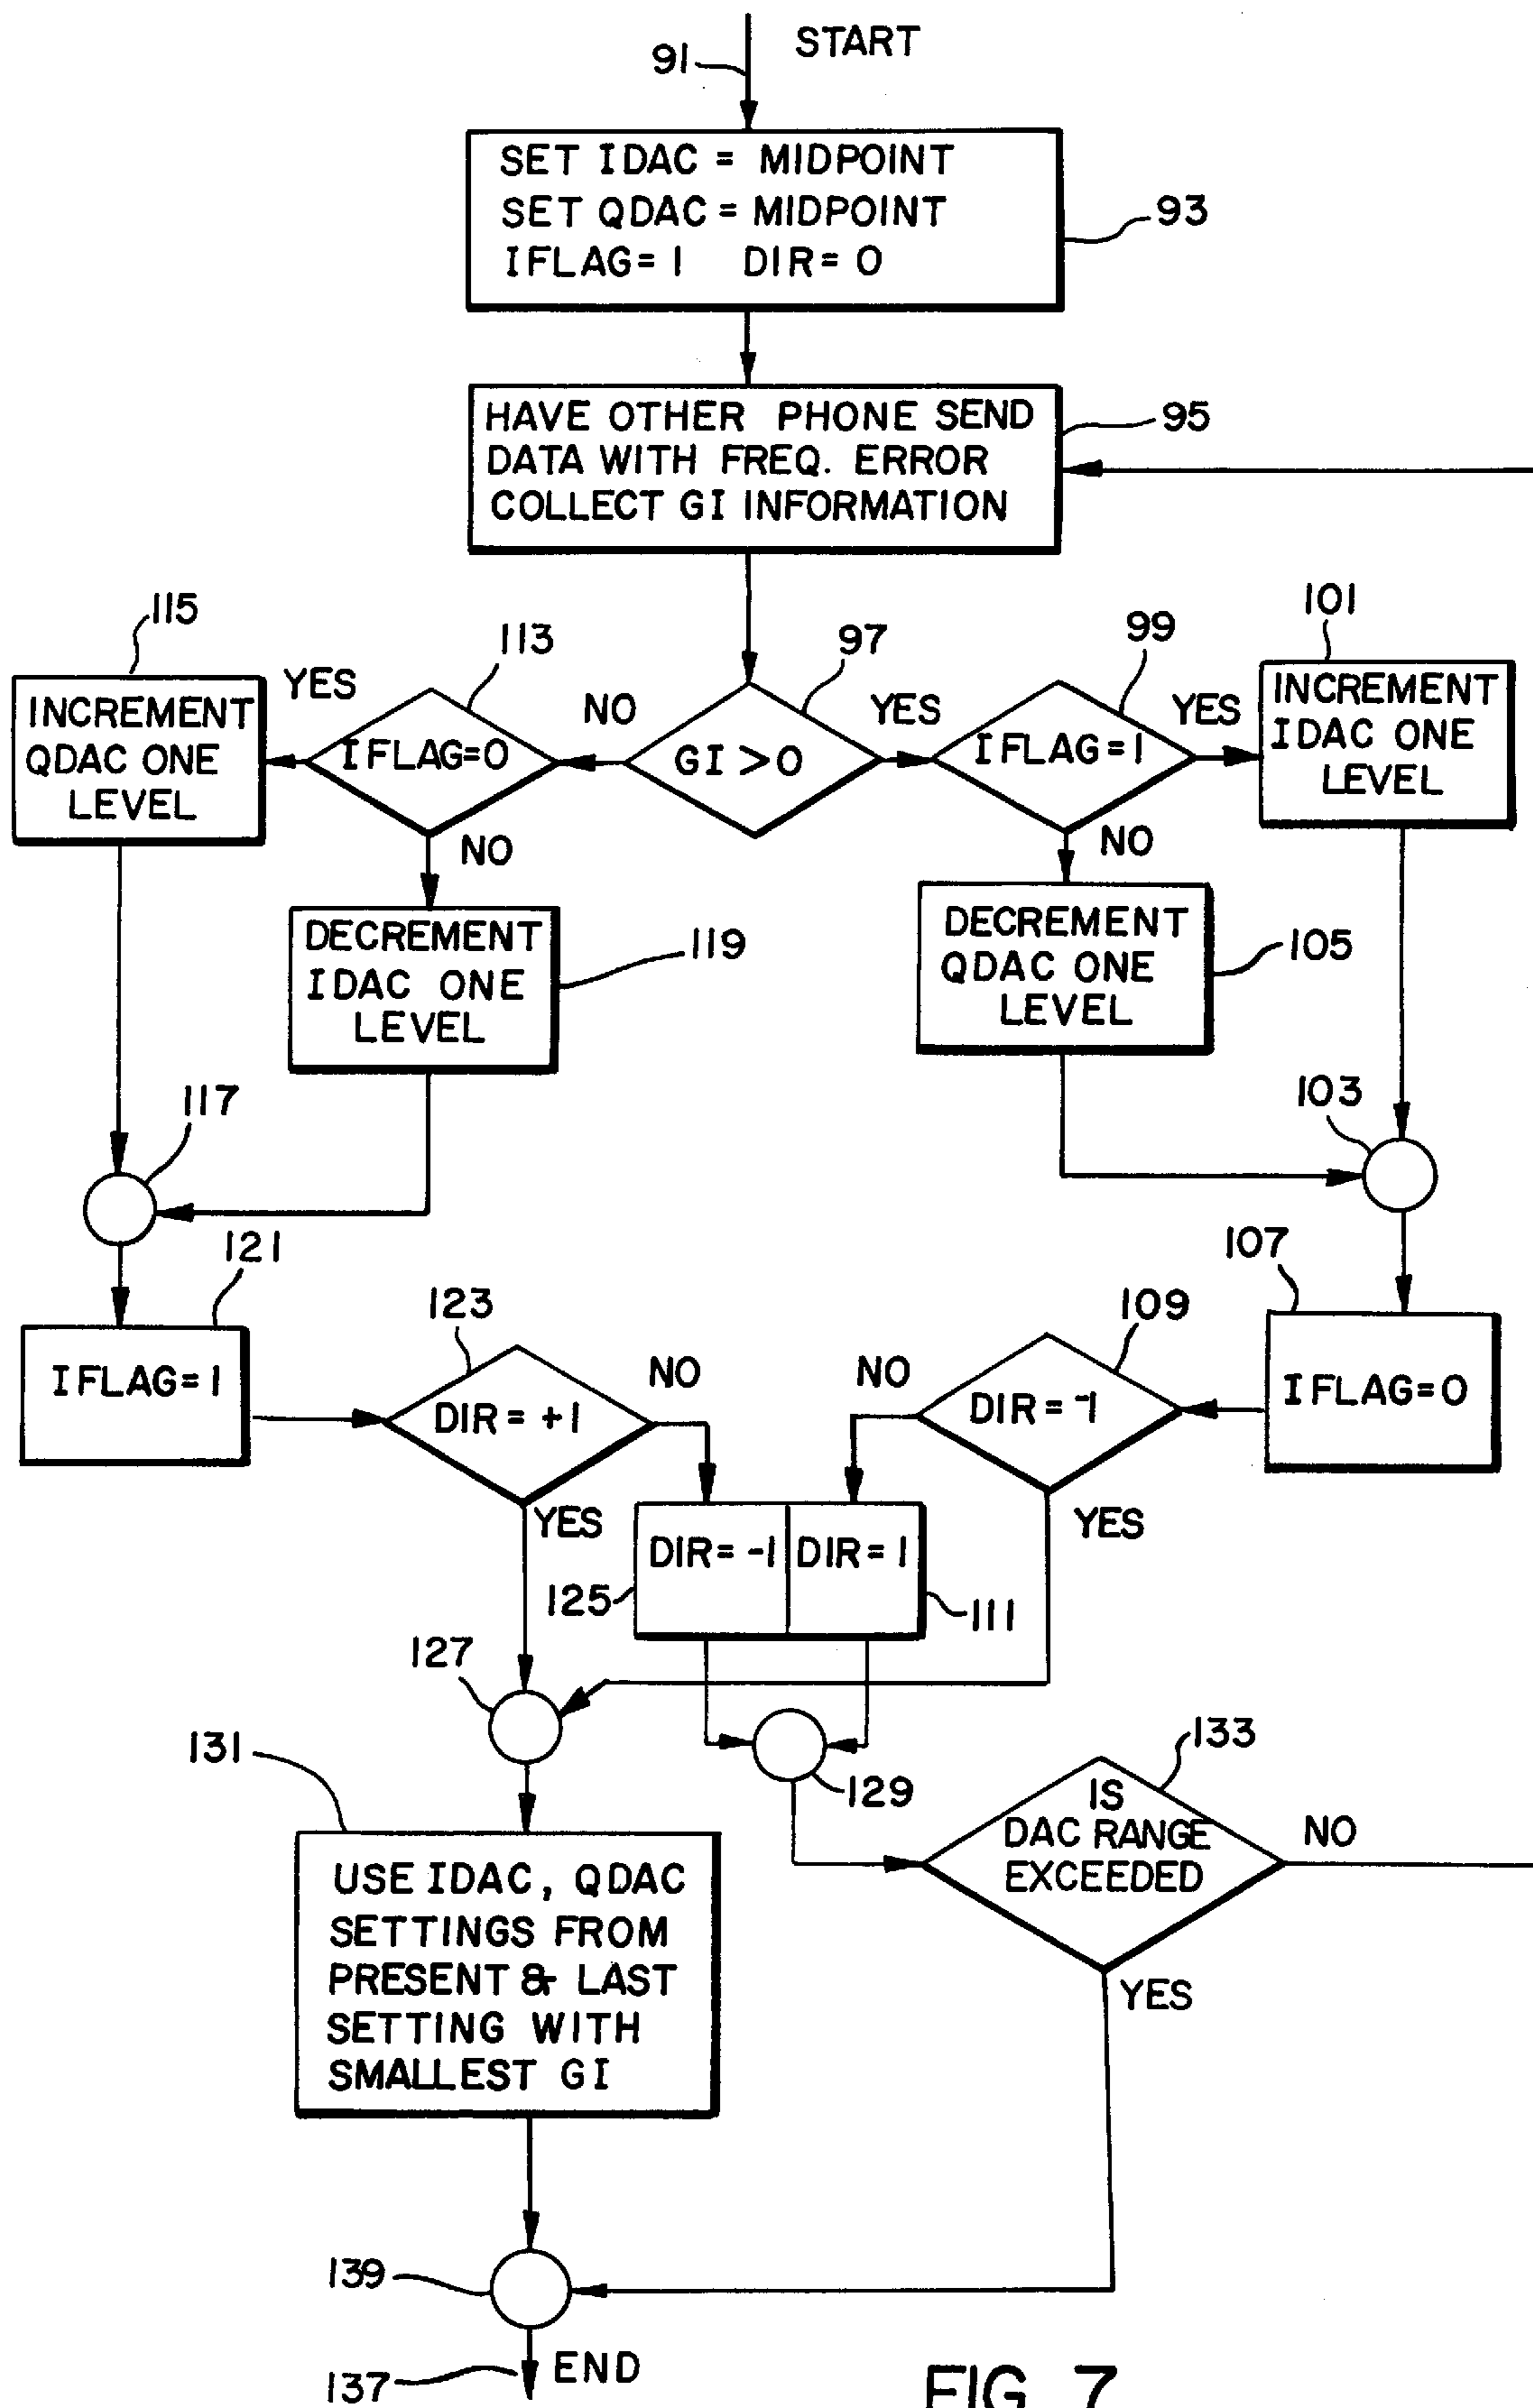 START
91
SET IDAC = MIDPOINT
SET QDAC = MIDPOINT
IFLAG = 1 DIR = 0
93
HAVE OTHER PHONE SEND
DATA WITH FREQ. ERROR
COLLECT GI INFORMATION
95
115
113
97
99
101
YES
NO
YES
YES
INCREMENT
QDAC ONE
LEVEL
IFLAG=0
GI >0
IFLAG=1
INCREMENT
IDAC ONE
LEVEL
NO
NO
DECREMENT
IDAC ONE
LEVEL
119
DECREMENT
QDAC ONE
LEVEL
105
117
103
121
107
123
109
IFLAG=1
DIR = +1
NO
NO
DIR = -1
IFLAG=0
YES
YES
DIR = -1
DIR = 1
125
111
127
129
131
133
IS
DAC RANGE
EXCEEDED
NO
YES
USE IDAC, QDAC
SETTINGS FROM
PRESENT & LAST
SETTING WITH
SMALLEST GI
139
137
END
FIG. 7